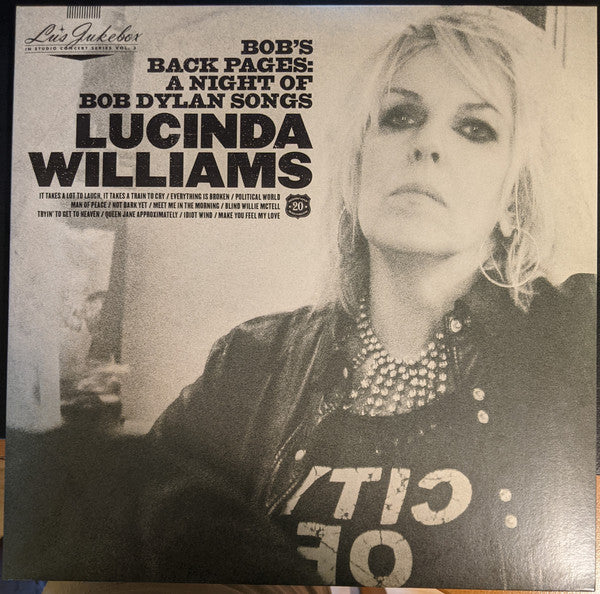 Lu's Jukebox
IN STUDIO CONCERT SERIES VOL. 3
BOB'S
BACK PAGES:
A NIGHT OF
BOB DYLAN SONGS
LUCINDA
WILLIAMS
IT TAKES A LOT TO LAUGH, IT TAKES A TRAIN TO CRY / EVERYTHING IS BROKEN / POLITICAL WORLD
MAN OF PEACE / NOT DARK YET / MEET ME IN THE MORNING / BLIND WILLIE MCTELL
TRYIN' TO GET TO HEAVEN / QUEEN JANE APPROXIMATELY / IDIOT WIND / MAKE YOU FEEL MY LOVE
20
CITY
OF